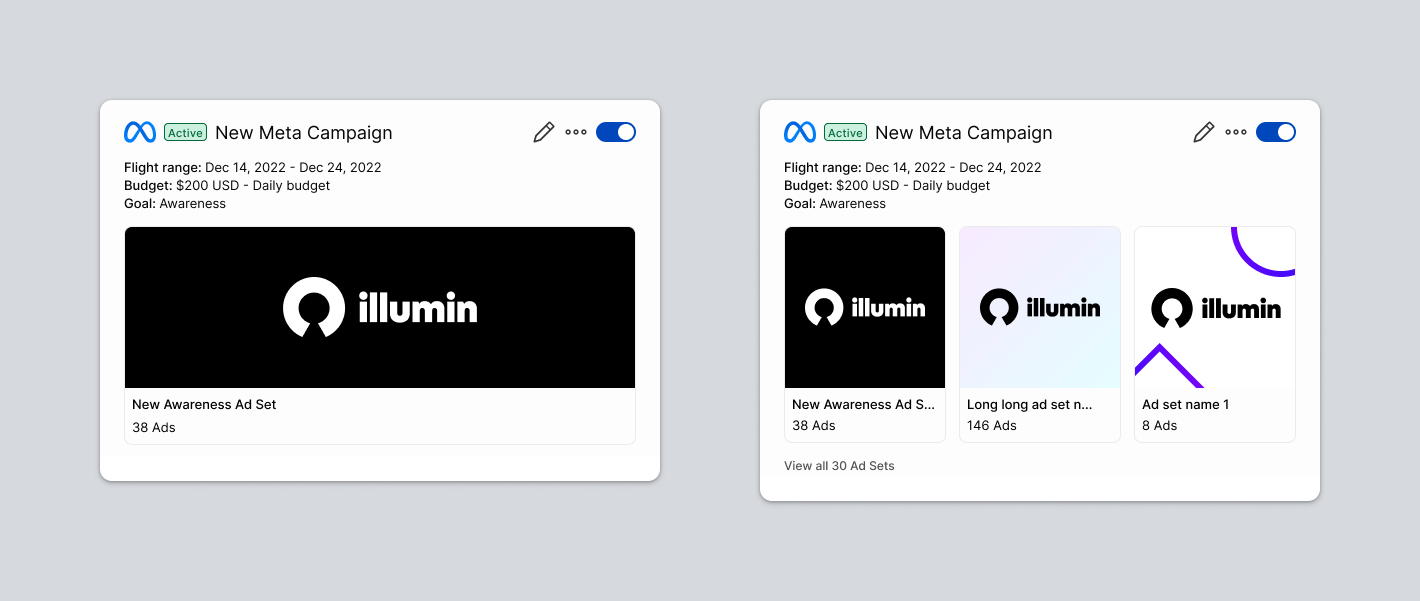 Active New Meta Campaign
Flight range: Dec 14, 2022 - Dec 24, 2022
Budget: $200 USD - Daily budget
Goal: Awareness
illumin
New Awareness Ad Set
38 Ads
Active New Meta Campaign
Flight range: Dec 14, 2022 - Dec 24, 2022
Budget: $200 USD - Daily budget
Goal: Awareness
illumin
New Awareness Ad S...
38 Ads
illumin
Long long ad set n...
146 Ads
illumin
Ad set name 1
8 Ads
View all 30 Ad Sets